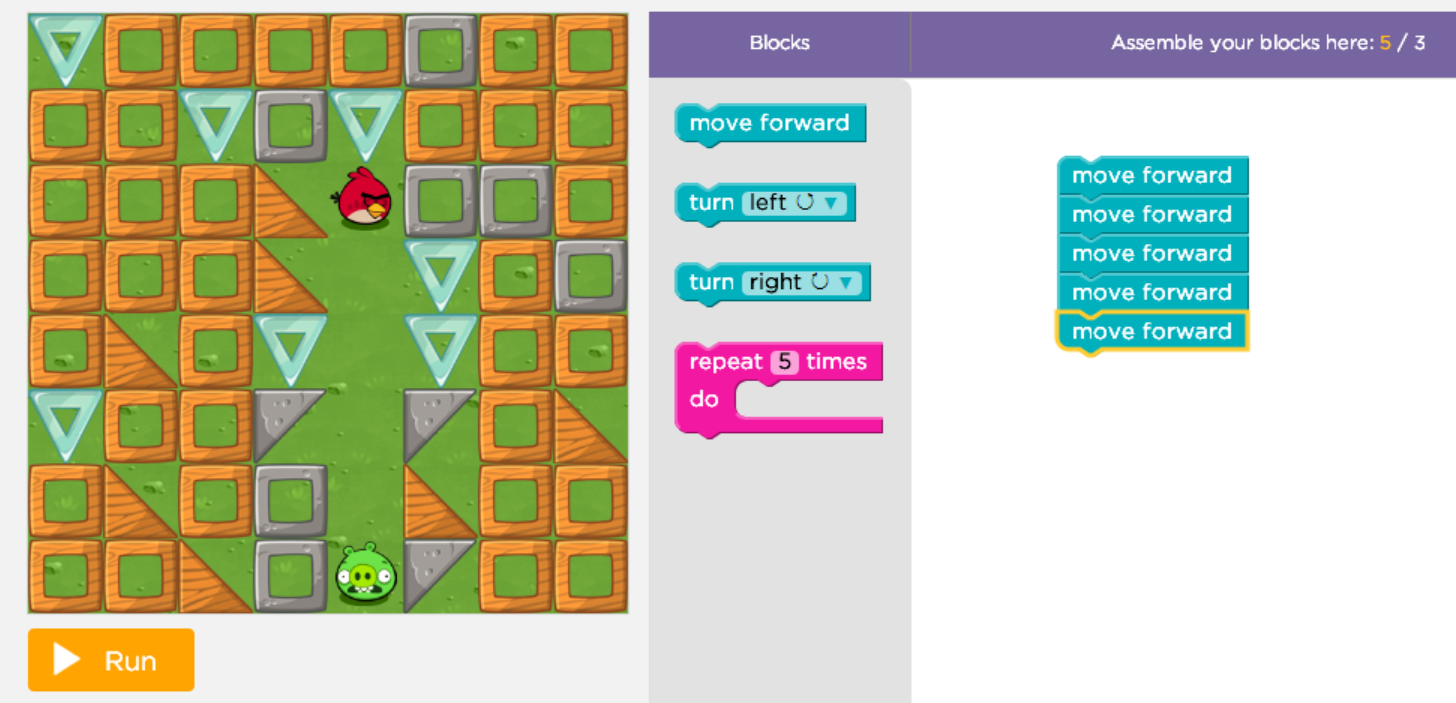 Blocks
Assemble your blocks here: 5 / 3
move forward
turn left ↺ ▼
turn right ↻ ▼
repeat 5 times
do
move forward
move forward
move forward
move forward
move forward
Run